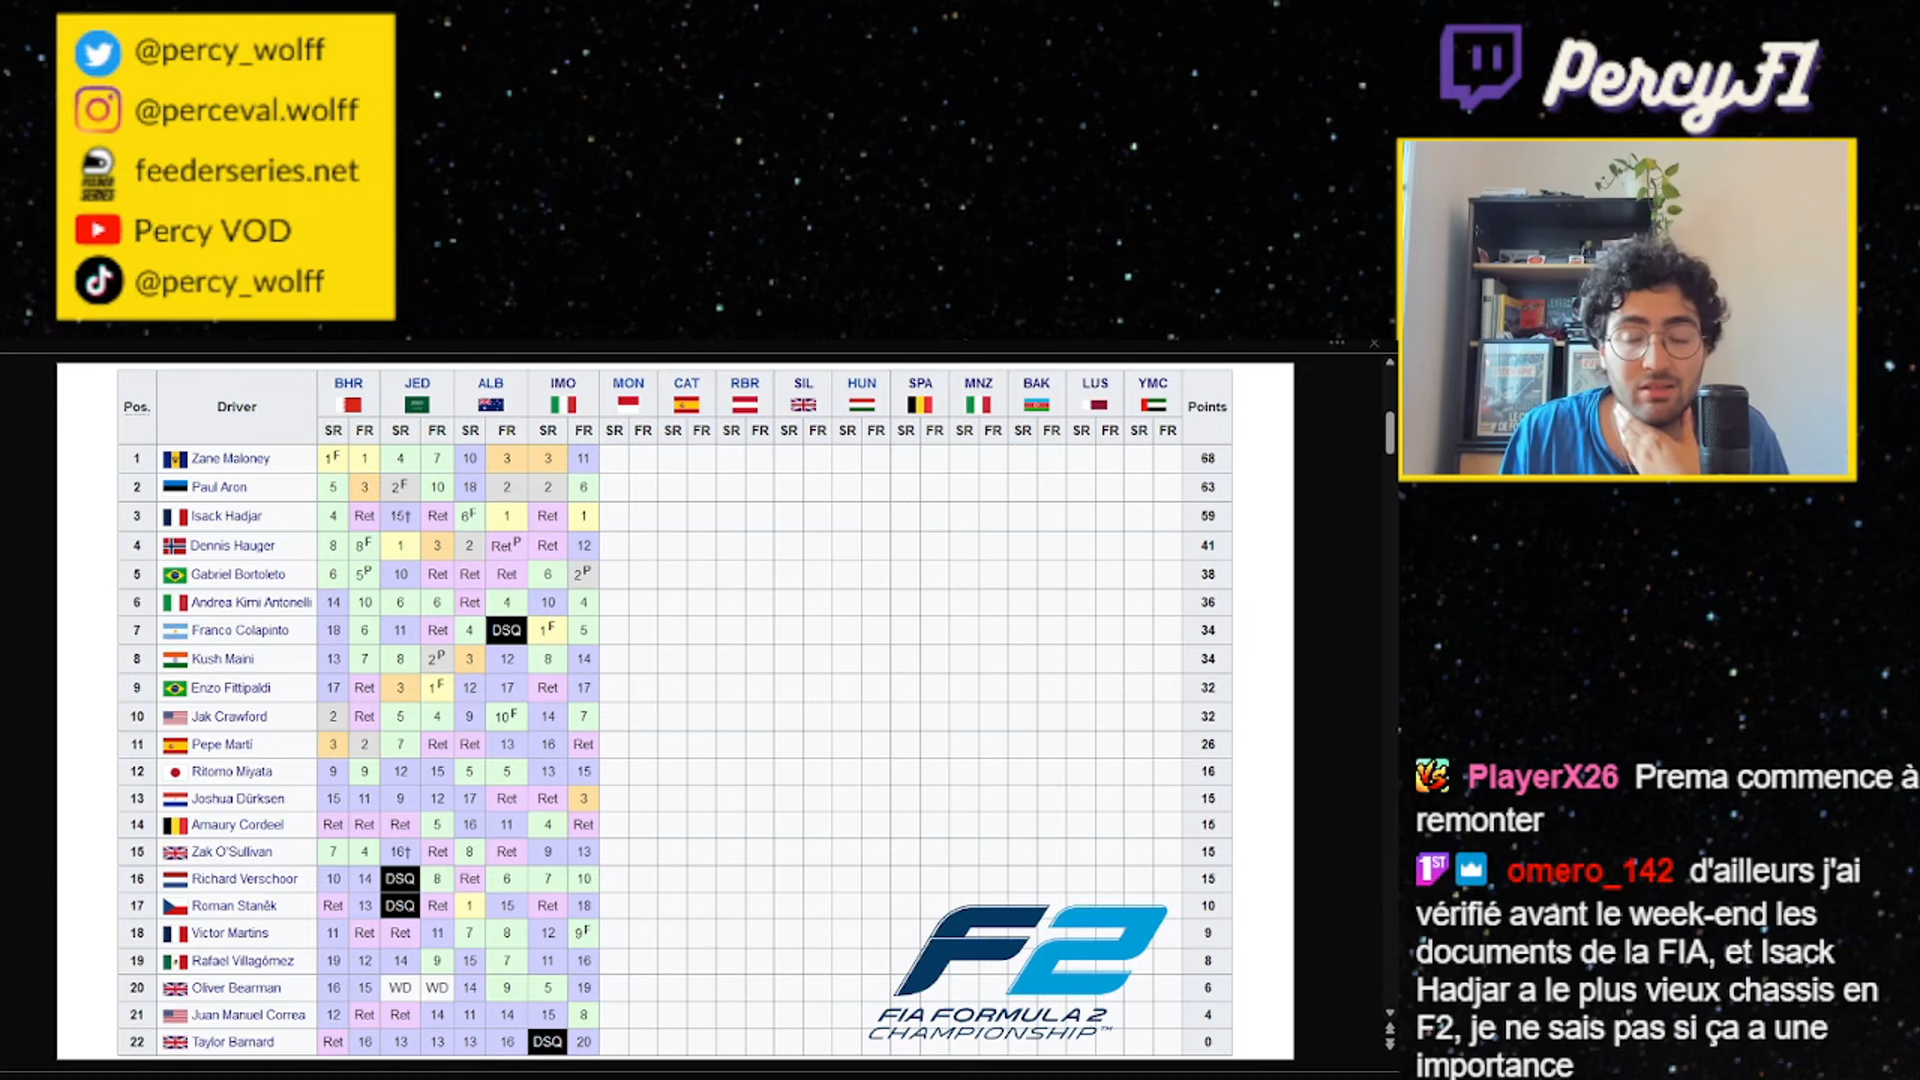 @percy_wolff
@perceval.wolff
feederseries.net
Percy VOD
@percy_wolff
PercyF1
Pos. Driver BHR JED ALB IMO MON CAT RBR SIL HUN SPA MNZ BAK LUS YMC Points
SR FR SR FR SR FR SR FR SR FR SR FR SR FR SR FR SR FR SR FR SR FR SR FR SR FR SR FR
1 Zane Maloney 1F 1 4 7 10 3 3 11 68
2 Paul Aron 5 3 2F 10 18 2 2 6 63
3 Isack Hadjar 4 Ret 15† Ret 6F 1 Ret 1 59
4 Dennis Hauger 8 8F 1 3 2 RetP Ret 12 41
5 Gabriel Bortoleto 6 5P 10 Ret Ret Ret 6 2P 38
6 Andrea Kimi Antonelli 14 10 6 6 Ret 4 10 4 36
7 Franco Colapinto 18 6 11 Ret 4 DSQ 1F 5 34
8 Kush Maini 13 7 8 2P 3 12 8 14 34
9 Enzo Fittipaldi 17 Ret 3 1F 12 17 Ret 17 32
10 Jak Crawford 2 Ret 5 4 9 10F 14 7 32
11 Pepe Martí 3 2 7 Ret Ret 13 16 Ret 26
12 Ritomo Miyata 9 9 12 15 5 5 13 15 16
13 Joshua Dürksen 15 11 9 12 17 Ret Ret 3 15
14 Amaury Cordeel Ret Ret Ret 5 16 11 4 Ret 15
15 Zak O'Sullivan 7 4 16† Ret 8 Ret 9 13 15
16 Richard Verschoor 10 14 DSQ 8 Ret 6 7 10 15
17 Roman Staněk Ret 13 DSQ Ret 1 15 Ret 18 10
18 Victor Martins 11 Ret Ret 11 7 8 12 9F 9
19 Rafael Villagómez 19 12 14 9 15 7 11 16 8
20 Oliver Bearman 16 15 WD WD 14 9 5 19 6
21 Juan Manuel Correa 12 Ret Ret 14 11 14 15 8 4
22 Taylor Barnard Ret 16 13 13 13 16 DSQ 20 0
F2
FIA FORMULA 2
CHAMPIONSHIP™
PlayerX26 Prema commence à
remonter
1ST omero_142 d'ailleurs j'ai
vérifié avant le week-end les
documents de la FIA, et Isack
Hadjar a le plus vieux chassis en
F2, je ne sais pas si ça a une
importance